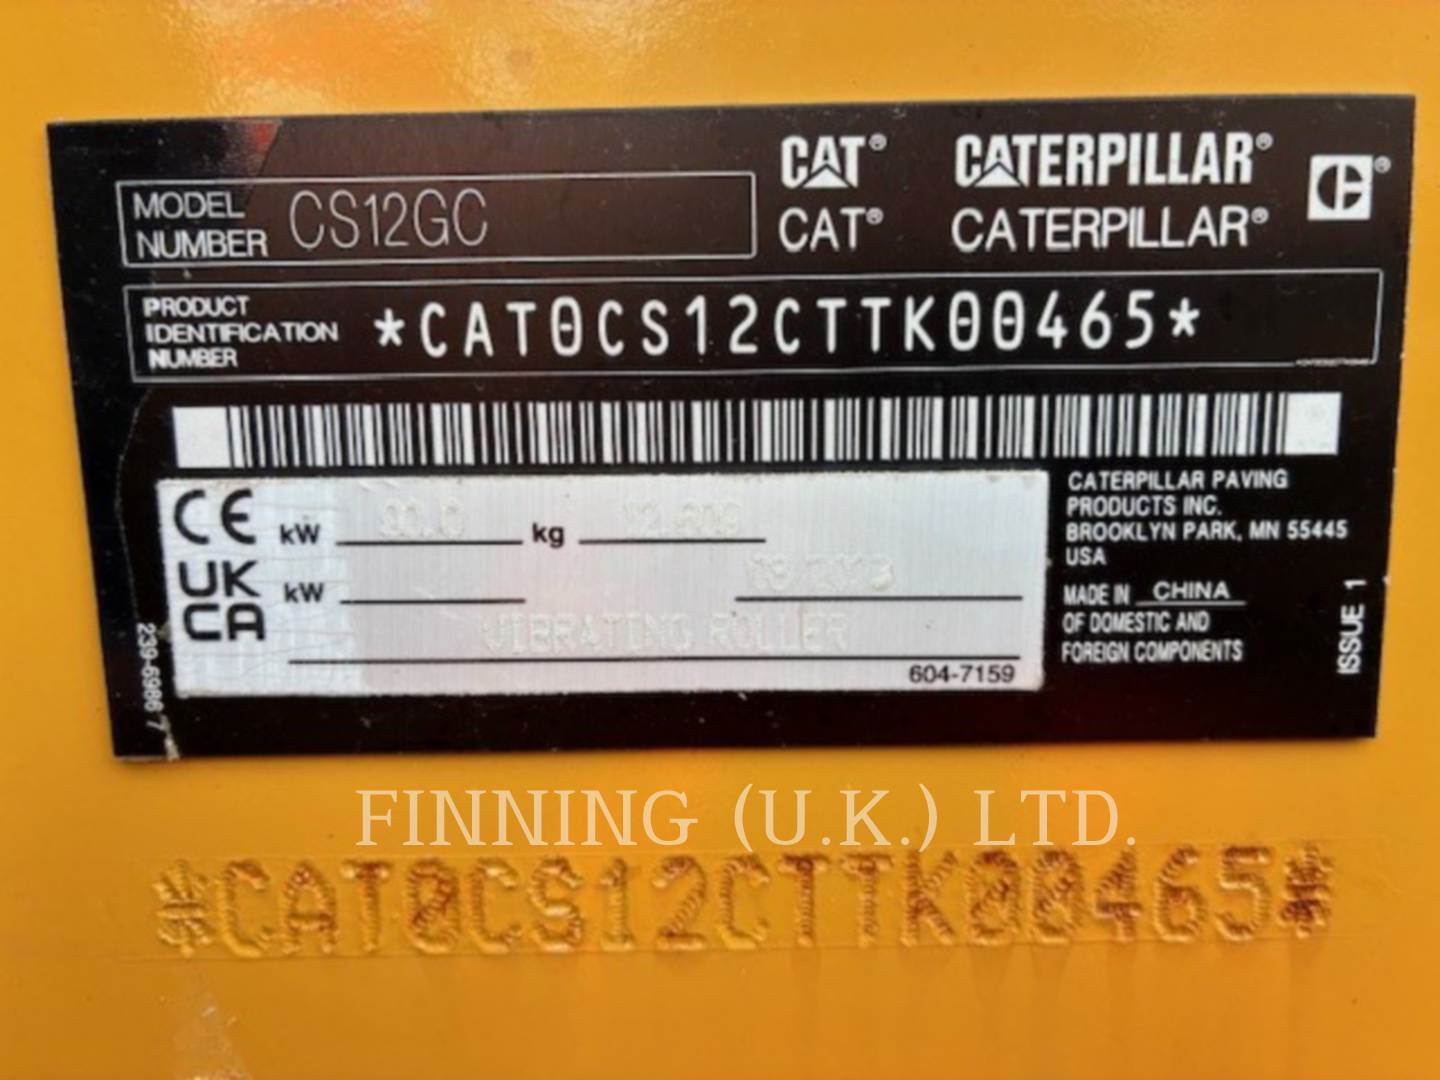 CAT® CATERPILLAR®
CAT® CATERPILLAR®
MODEL NUMBER CS12GC
PRODUCT IDENTIFICATION NUMBER *CAT0CS12CTTK00465*
CE kW kg
UK CA kW
VIBRATING ROLLER
604-7159
239-6986 7
CATERPILLAR PAVING
PRODUCTS INC.
BROOKLYN PARK, MN 55445
USA
MADE IN CHINA
OF DOMESTIC AND
FOREIGN COMPONENTS
ISSUE 1
FINNING (U.K.) LTD.
*CAT0CS12CTTK00465*